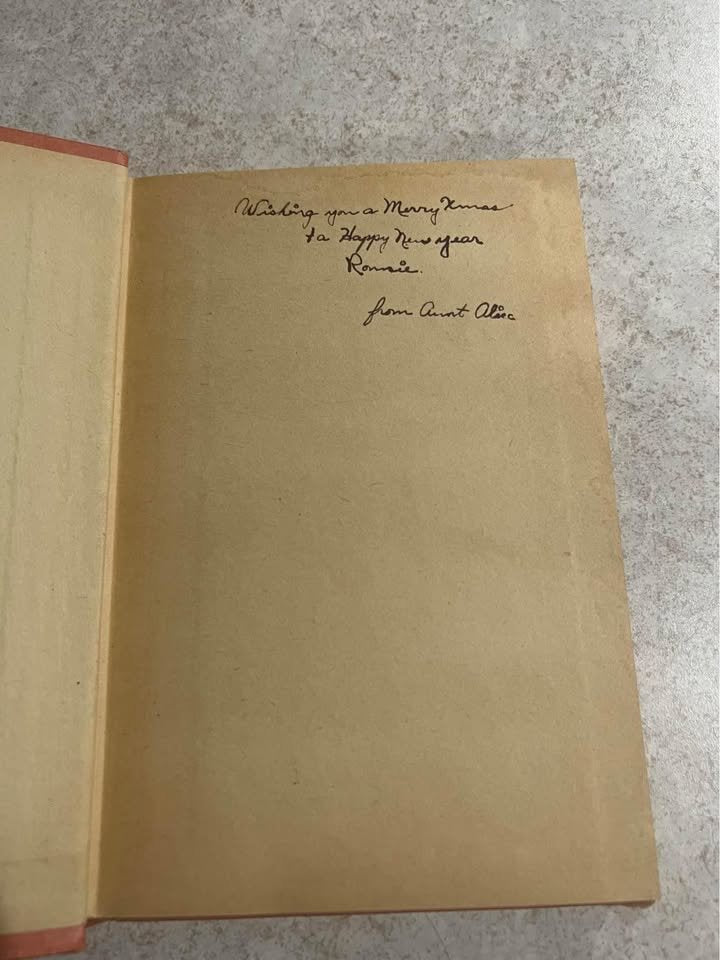 Wishing you a Merry Xmas
+ a Happy New year
Ronnie.
from Aunt Alice